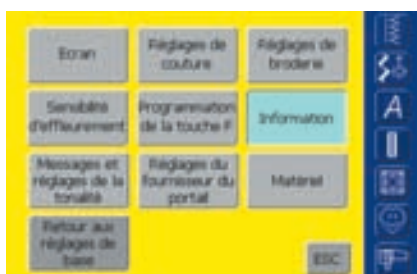 Ecran
Réglages de
couture
Réglages de
broderie
Sensibilité
d'effleurement
Programmation
de la touche F
Information
Messages et
réglages de la
tonalité
Réglages du
fournisseur du
portail
Matériel
Retour aux
réglages de
base
ESC
A